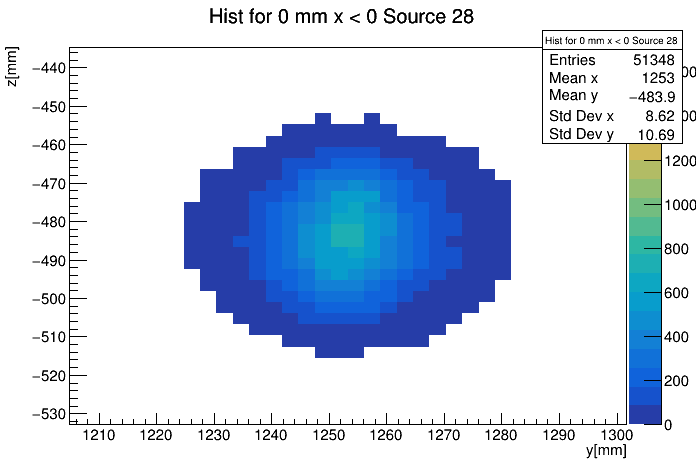 Hist for 0 mm x < 0 Source 28
z[mm]
Hist for 0 mm x < 0 Source 28
Entries 51348
Mean x 1253
Mean y −483.9
Std Dev x 8.62
Std Dev y 10.69
−440
−450
−460
−470
−480
−490
−500
−510
−520
−530
1200
1000
800
600
400
200
0
1210 1220 1230 1240 1250 1260 1270 1280 1290 1300
y[mm]